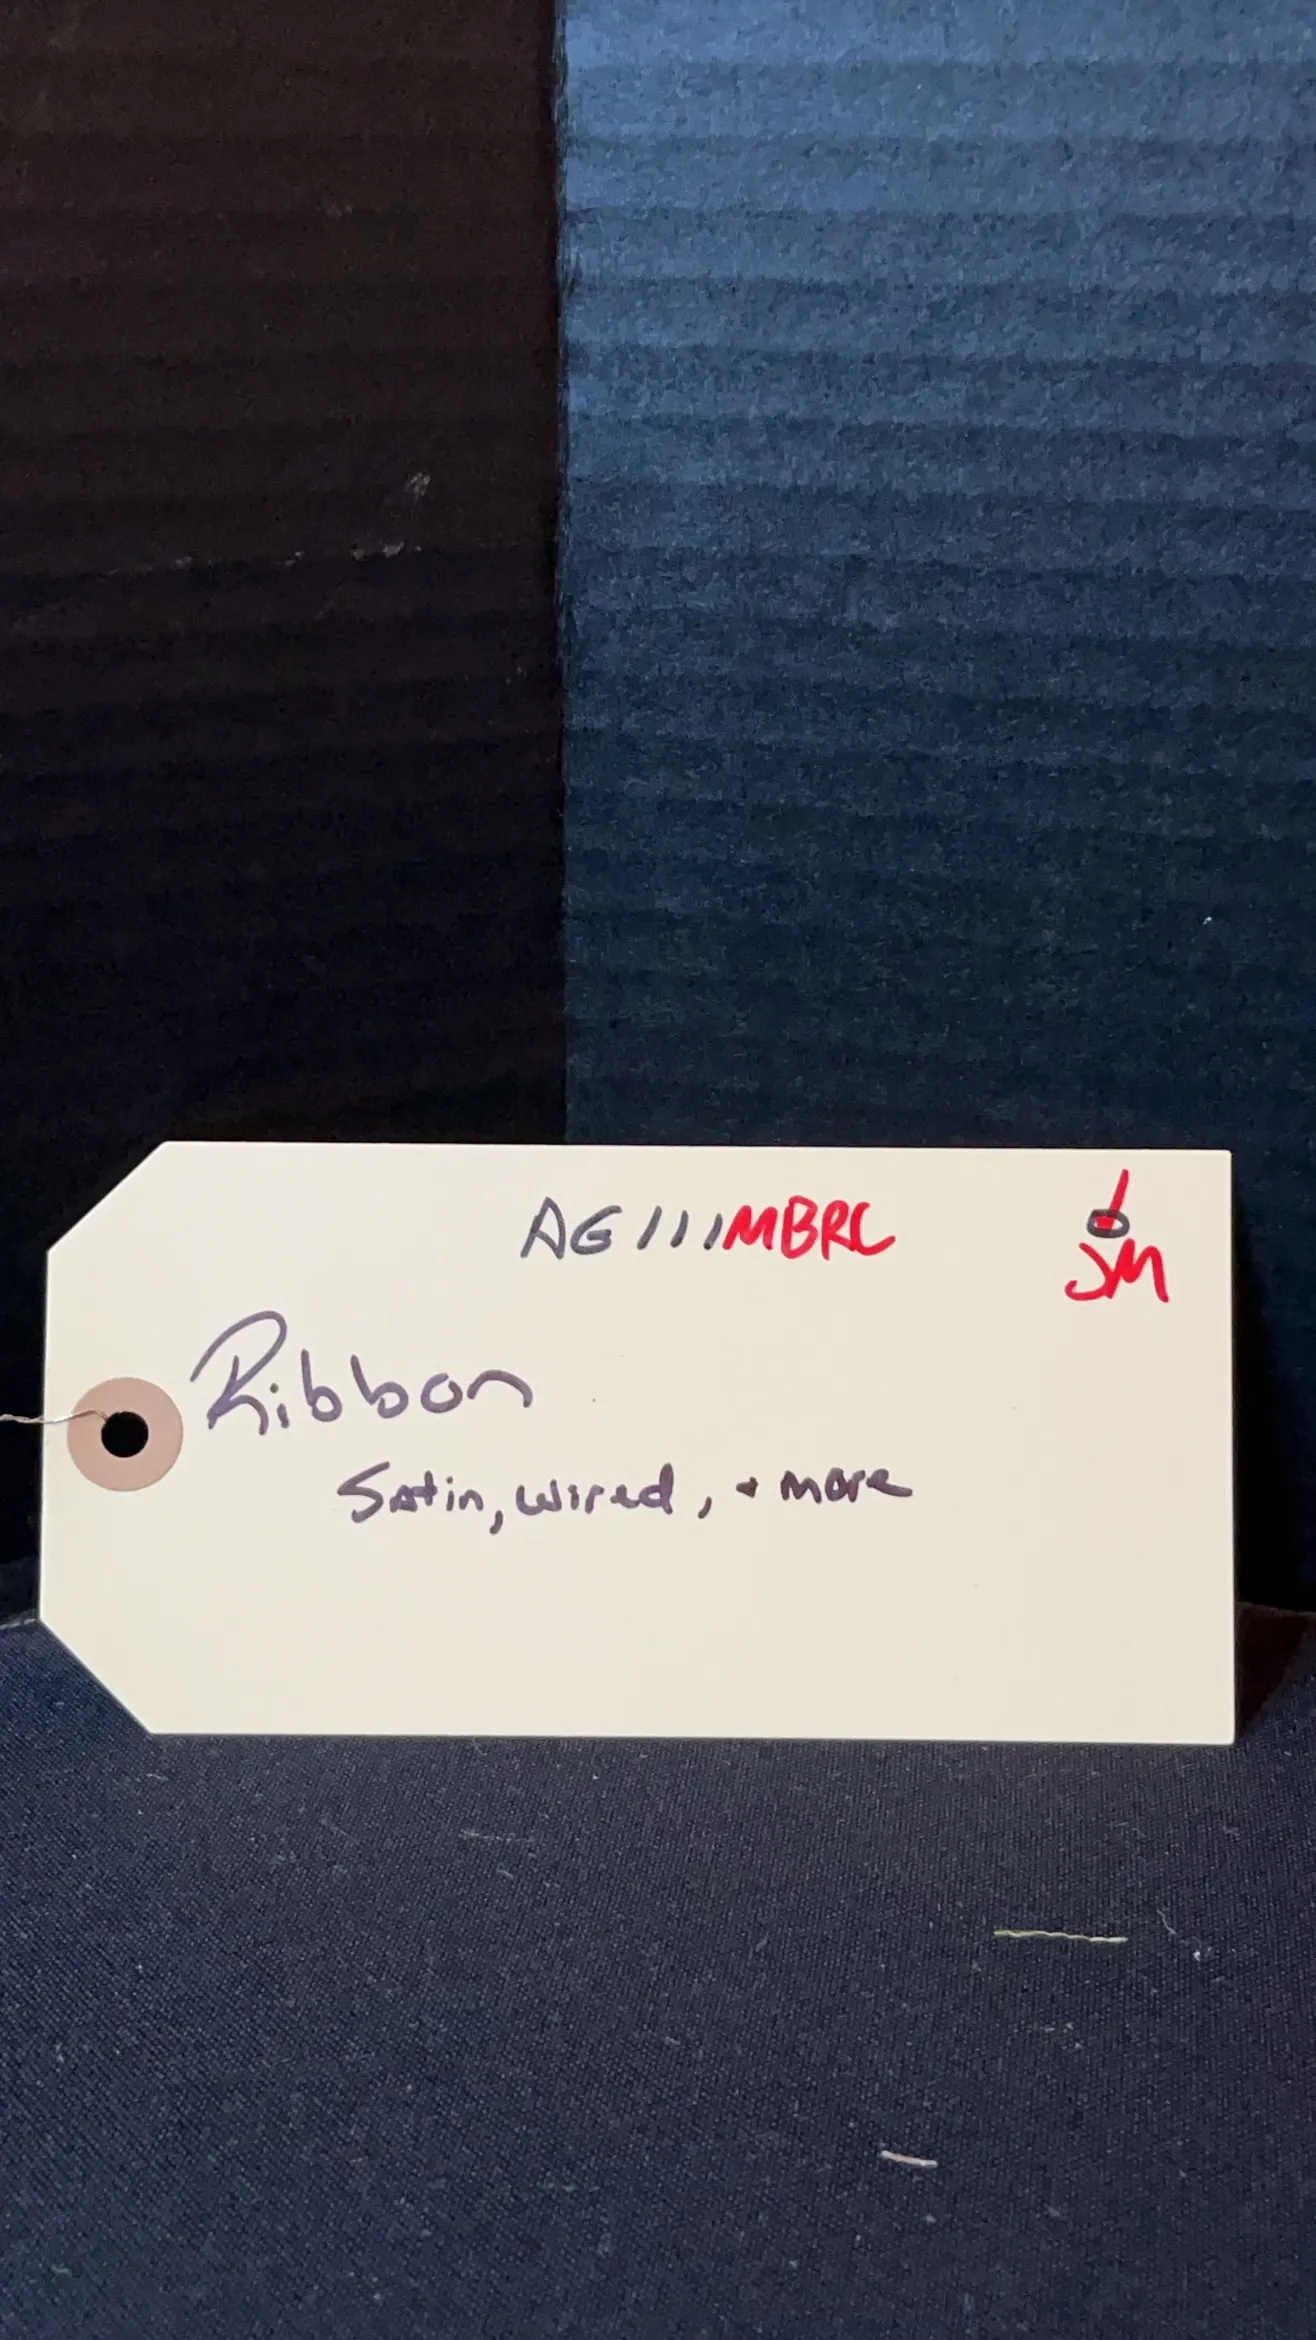 AG111MBRC
JM
Ribbon
Satin, wired, + more